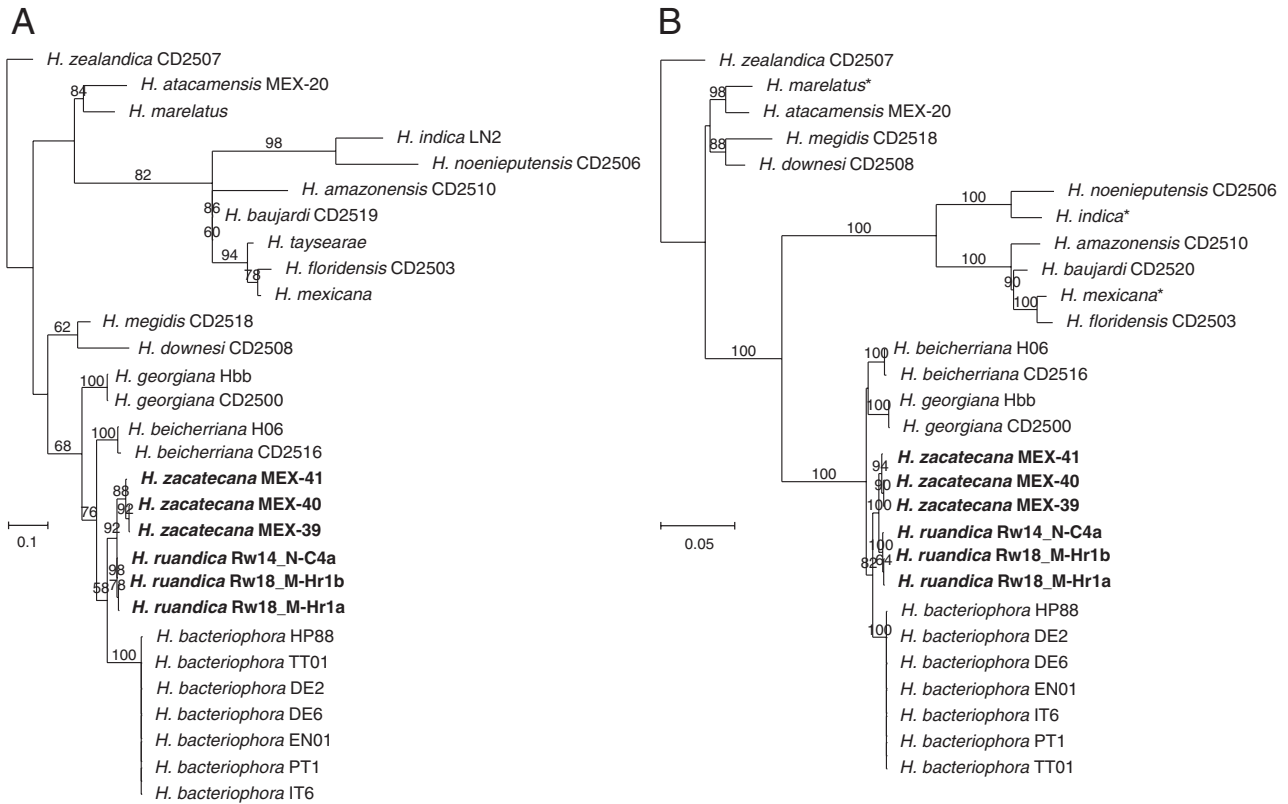 A
H. zealandica CD2507
84
H. atacamensis MEX-20
H. marelatus
98
H. indica LN2
H. noenieputensis CD2506
82
H. amazonensis CD2510
86
H. baujardi CD2519
60
H. taysearae
94
H. floridensis CD2503
78
H. mexicana
62
H. megidis CD2518
H. downesi CD2508
100
H. georgiana Hbb
H. georgiana CD2500
68
100
H. beicherriana H06
H. beicherriana CD2516
76
H. zacatecana MEX-41
88
H. zacatecana MEX-40
92
H. zacatecana MEX-39
92
H. ruandica Rw14_N-C4a
98
H. ruandica Rw18_M-Hr1b
78
58
H. ruandica Rw18_M-Hr1a
H. bacteriophora HP88
100
H. bacteriophora TT01
H. bacteriophora DE2
H. bacteriophora DE6
H. bacteriophora EN01
H. bacteriophora PT1
H. bacteriophora IT6
0.1
B
H. zealandica CD2507
98
H. marelatus*
H. atacamensis MEX-20
88
H. megidis CD2518
H. downesi CD2508
100
H. noenieputensis CD2506
H. indica*
100
100
H. amazonensis CD2510
90
H. baujardi CD2520
100
H. mexicana*
H. floridensis CD2503
100
100
H. beicherriana H06
H. beicherriana CD2516
100
H. georgiana Hbb
H. georgiana CD2500
100
94
H. zacatecana MEX-41
90
H. zacatecana MEX-40
100
H. zacatecana MEX-39
H. ruandica Rw14_N-C4a
100
64
H. ruandica Rw18_M-Hr1b
82
H. ruandica Rw18_M-Hr1a
H. bacteriophora HP88
100
H. bacteriophora DE2
H. bacteriophora DE6
H. bacteriophora EN01
H. bacteriophora IT6
H. bacteriophora PT1
H. bacteriophora TT01
0.05